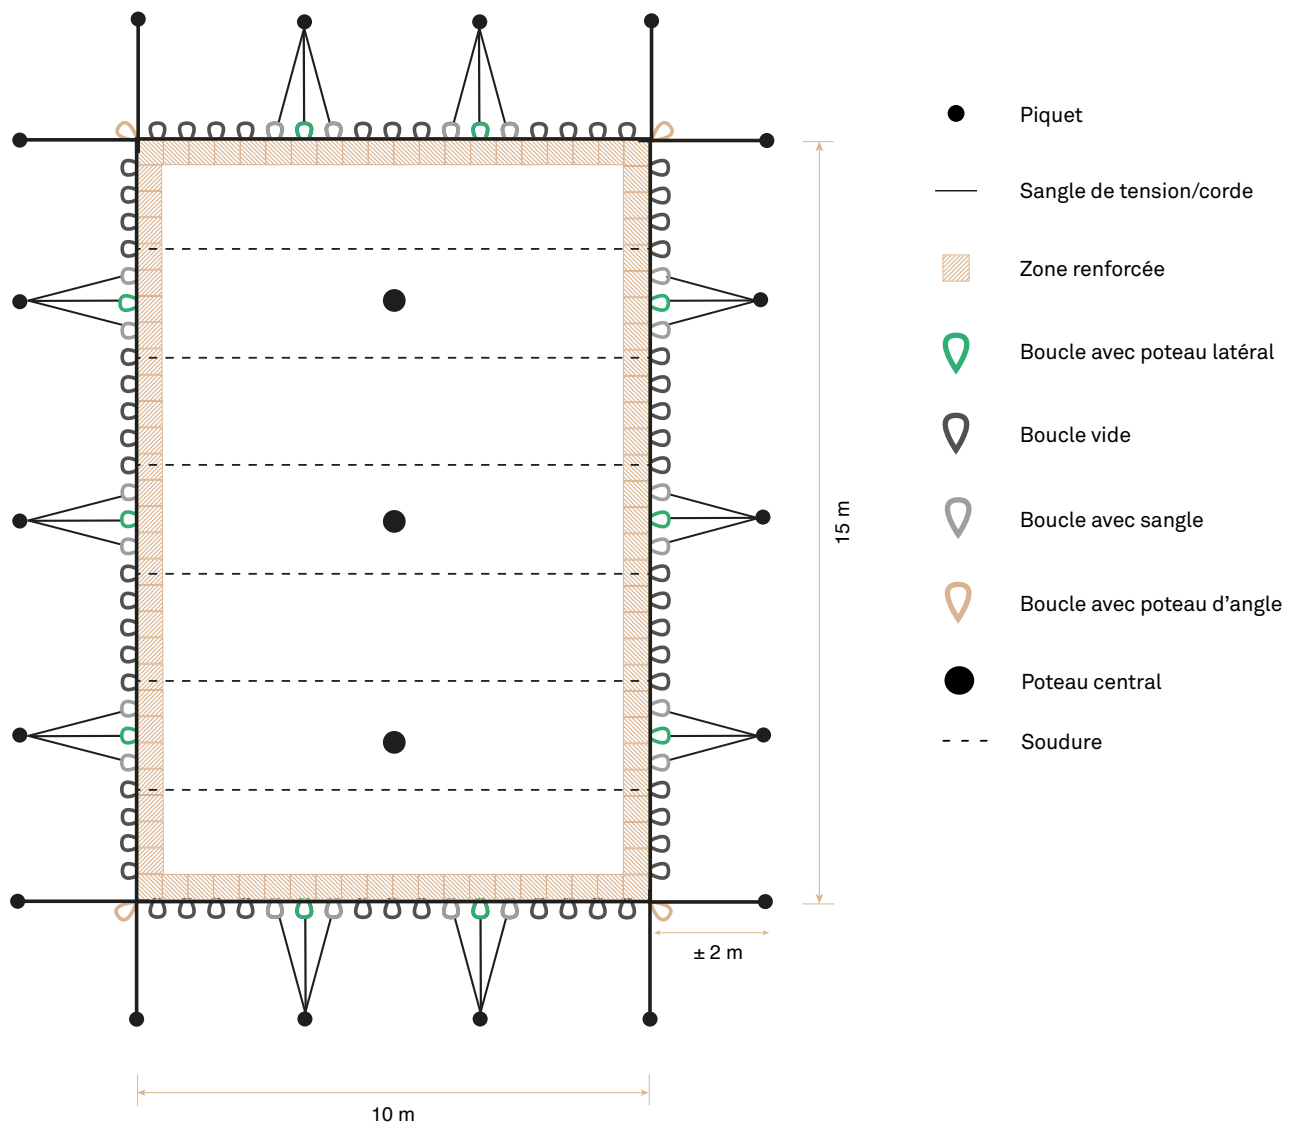 Piquet
Sangle de tension/corde
Zone renforcée
Boucle avec poteau latéral
Boucle vide
Boucle avec sangle
Boucle avec poteau d’angle
Poteau central
Soudure
15 m
± 2 m
10 m